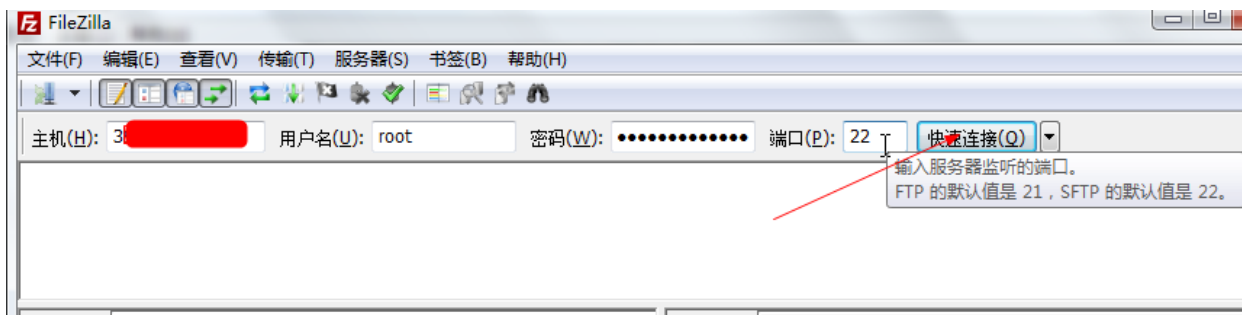 FileZilla
文件(F) 编辑(E) 查看(V) 传输(T) 服务器(S) 书签(B) 帮助(H)
主机(H): 3 用户名(U): root 密码(W): ●●●●●●●●●●●●● 端口(P): 22 快速连接(Q)
输入服务器监听的端口。
FTP 的默认值是 21，SFTP 的默认值是 22。